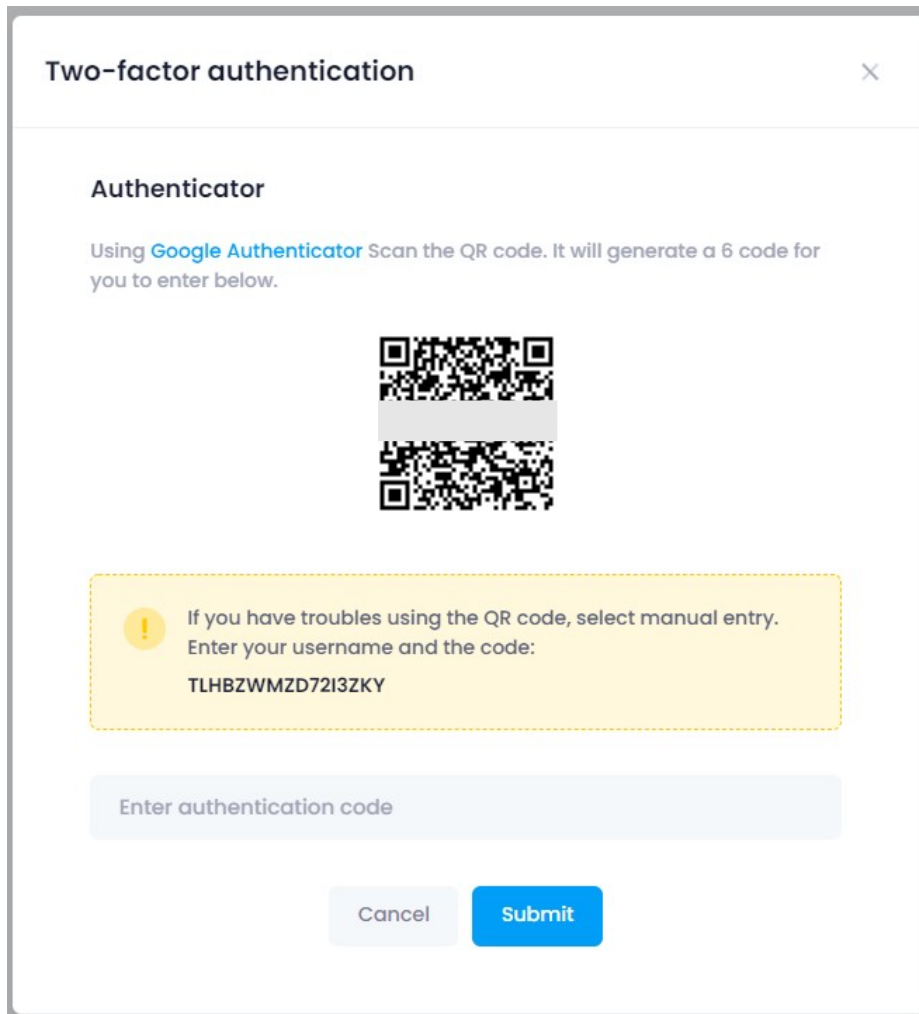 Two-factor authentication
Authenticator
Using Google Authenticator Scan the QR code. It will generate a 6 code for
you to enter below.
If you have troubles using the QR code, select manual entry.
Enter your username and the code:
TLHBZWMZD72I3ZKY
Enter authentication code
Cancel
Submit